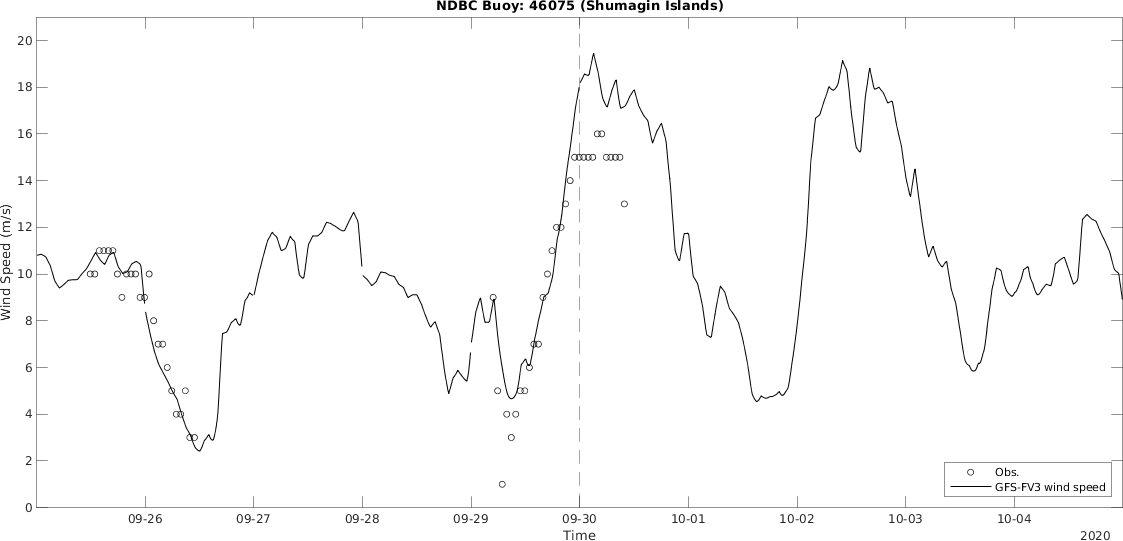 NDBC Buoy: 46075 (Shumagin Islands)
20
18
16
14
12
10
8
6
4
2
0
Wind Speed (m/s)
Obs.
GFS-FV3 wind speed
09-26 09-27 09-28 09-29 09-30 10-01 10-02 10-03 10-04
Time
2020